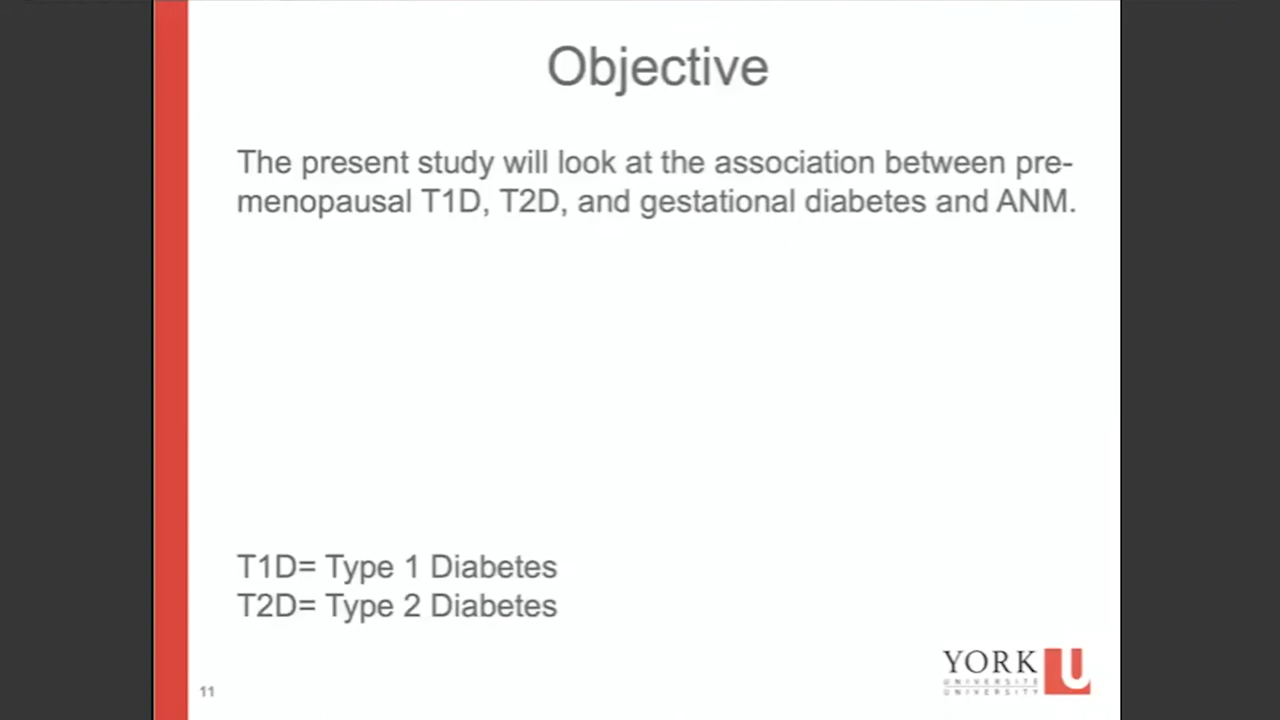 Objective
The present study will look at the association between pre-
menopausal T1D, T2D, and gestational diabetes and ANM.
T1D= Type 1 Diabetes
T2D= Type 2 Diabetes
YORK U
UNIVERSITÉ
UNIVERSITY
11